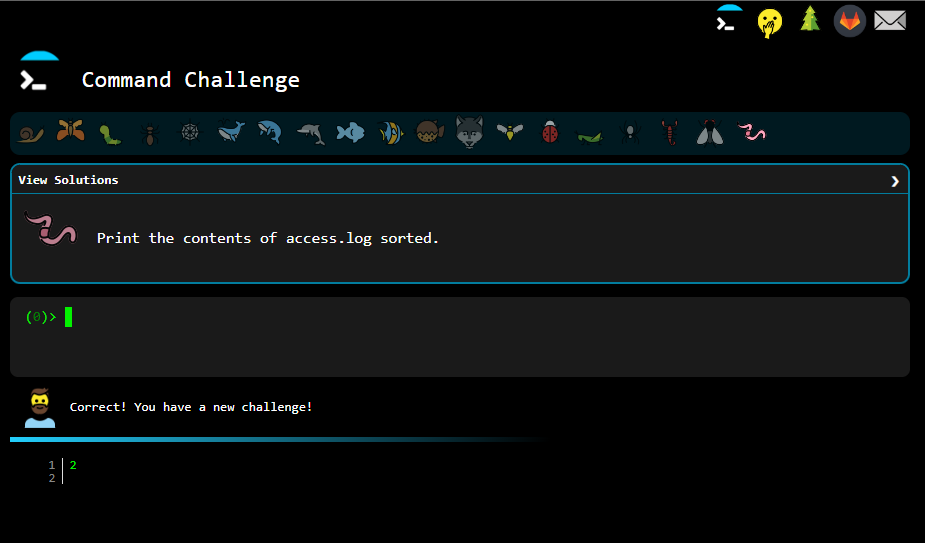 Command Challenge
View Solutions
Print the contents of access.log sorted.
(0)>
Correct! You have a new challenge!
1 2
2